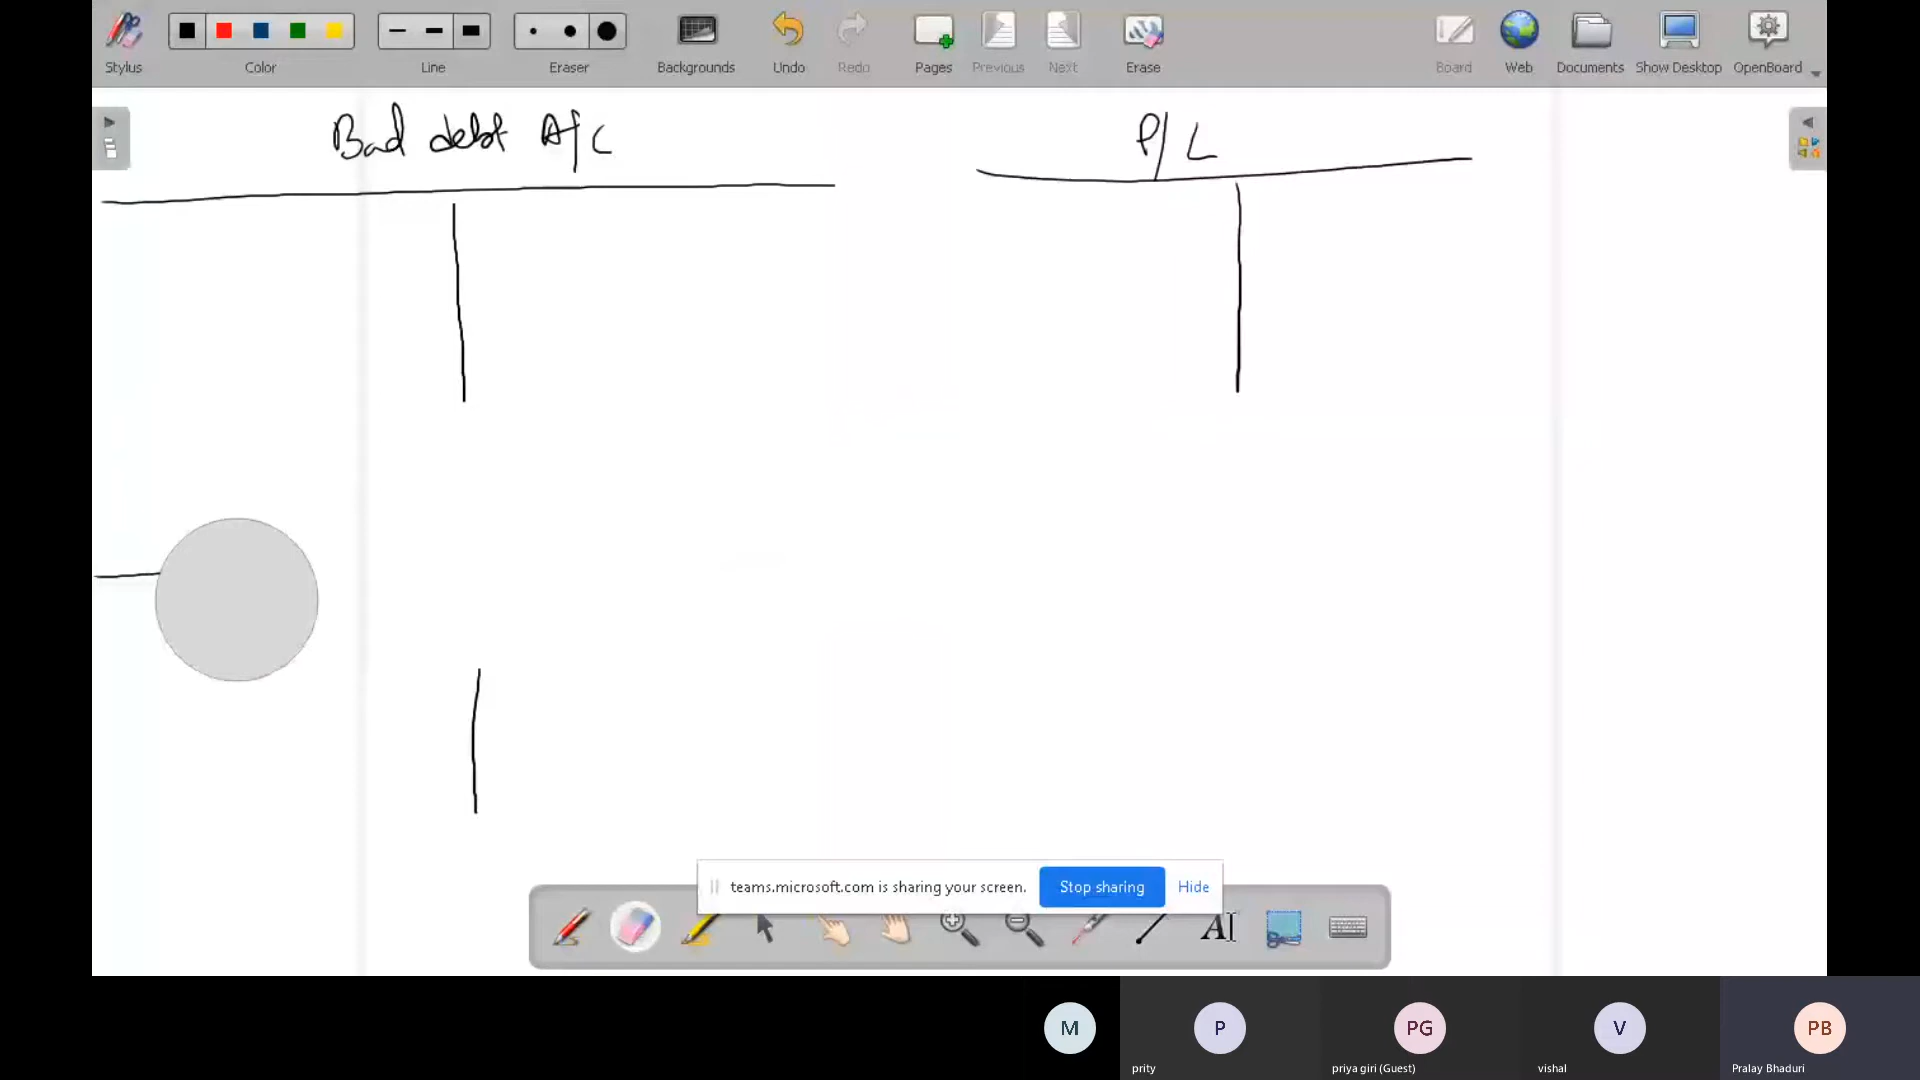 Stylus
Color
Line
Eraser
Backgrounds
Undo
Redo
Pages
Previous
Next
Erase
Board
Web
Documents
Show Desktop
OpenBoard
Bad debt A/C
P/L
teams.microsoft.com is sharing your screen.
Stop sharing
Hide
AI
M
P
PG
V
PB
prity
priya giri (Guest)
vishal
Pralay Bhaduri